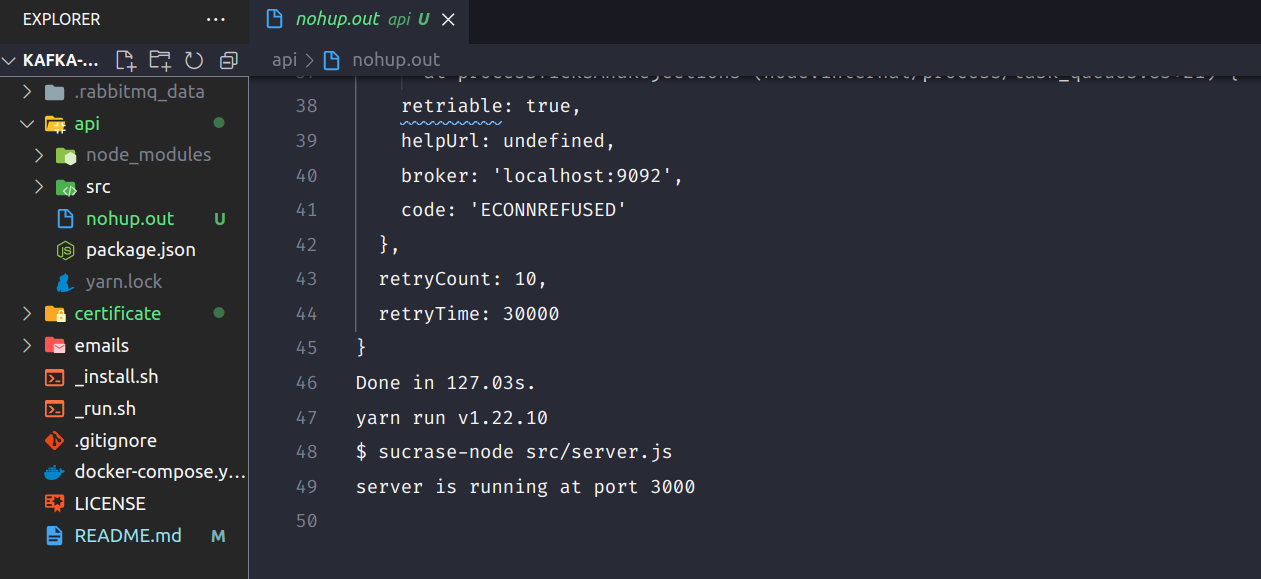 EXPLORER
nohup.out api U
KAFKA-...
api > nohup.out
.rabbitmq_data
api
node_modules
src
nohup.out U
package.json
yarn.lock
certificate
emails
_install.sh
_run.sh
.gitignore
docker-compose.y...
LICENSE
README.md M
38 retriable: true,
39 helpUrl: undefined,
40 broker: 'localhost:9092',
41 code: 'ECONNREFUSED'
42 },
43 retryCount: 10,
44 retryTime: 30000
45 }
46 Done in 127.03s.
47 yarn run v1.22.10
48 $ sucrase-node src/server.js
49 server is running at port 3000
50